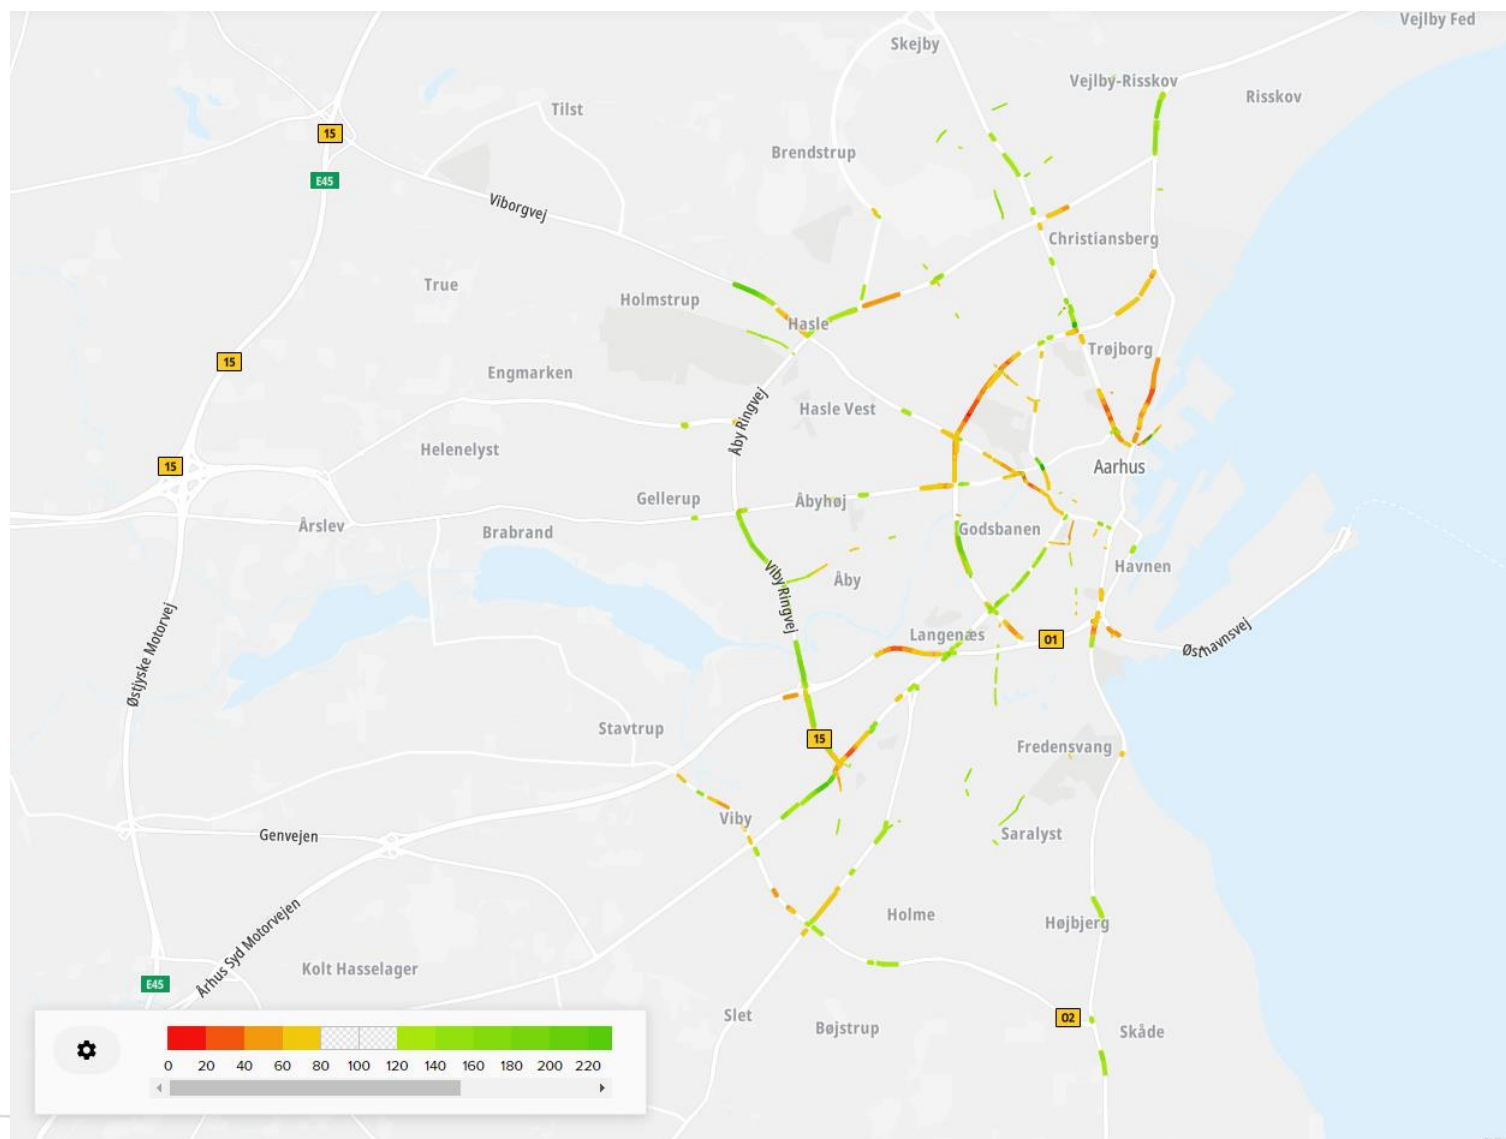 Vejlby Fed
Skejby
Vejlby-Risskov
Risskov
Tilst
15
Brendstrup
E45
Viborgvej
Christiansberg
True
Holmstrup
Hasle
Trøjborg
15
Engmarken
Hasle Vest
Åby Ringvej
Helenelyst
15
Aarhus
Gellerup
Åbyhøj
Årslev
Brabrand
Godsbanen
Havnen
Åby
Viby Ringvej
Langenæs
01
Østhavnsvej
Østjyske Motorvej
Stavtrup
15
Fredensvang
Viby
Genvejen
Saralyst
Holme
Højbjerg
Århus Syd Motorvejen
Kolt Hasselager
E45
Slet
Bøjstrup
02
Skåde
0 20 40 60 80 100 120 140 160 180 200 220